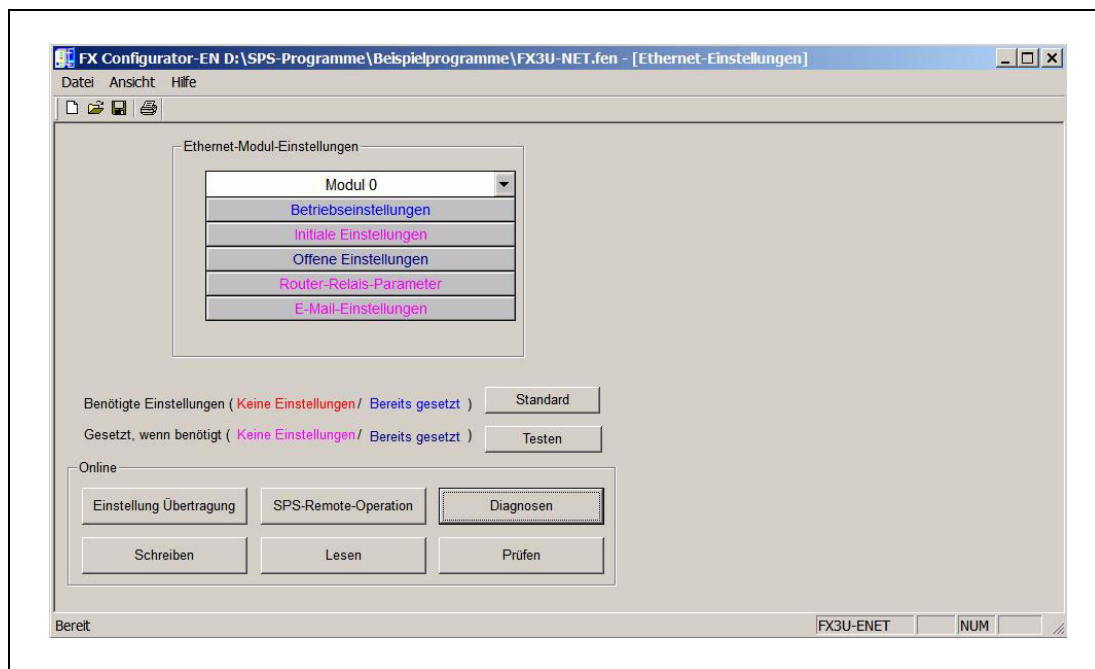 FX Configurator-EN D:\SPS-Programme\Beispielprogramme\FX3U-NET.fen - [Ethernet-Einstellungen]
Datei Ansicht Hilfe
Ethernet-Modul-Einstellungen
Modul 0
Betriebseinstellungen
Initiale Einstellungen
Offene Einstellungen
Router-Relais-Parameter
E-Mail-Einstellungen
Benötigte Einstellungen ( Keine Einstellungen / Bereits gesetzt ) Standard
Gesetzt, wenn benötigt ( Keine Einstellungen / Bereits gesetzt ) Testen
Online
Einstellung Übertragung SPS-Remote-Operation Diagnosen
Schreiben Lesen Prüfen
Bereit FX3U-ENET NUM